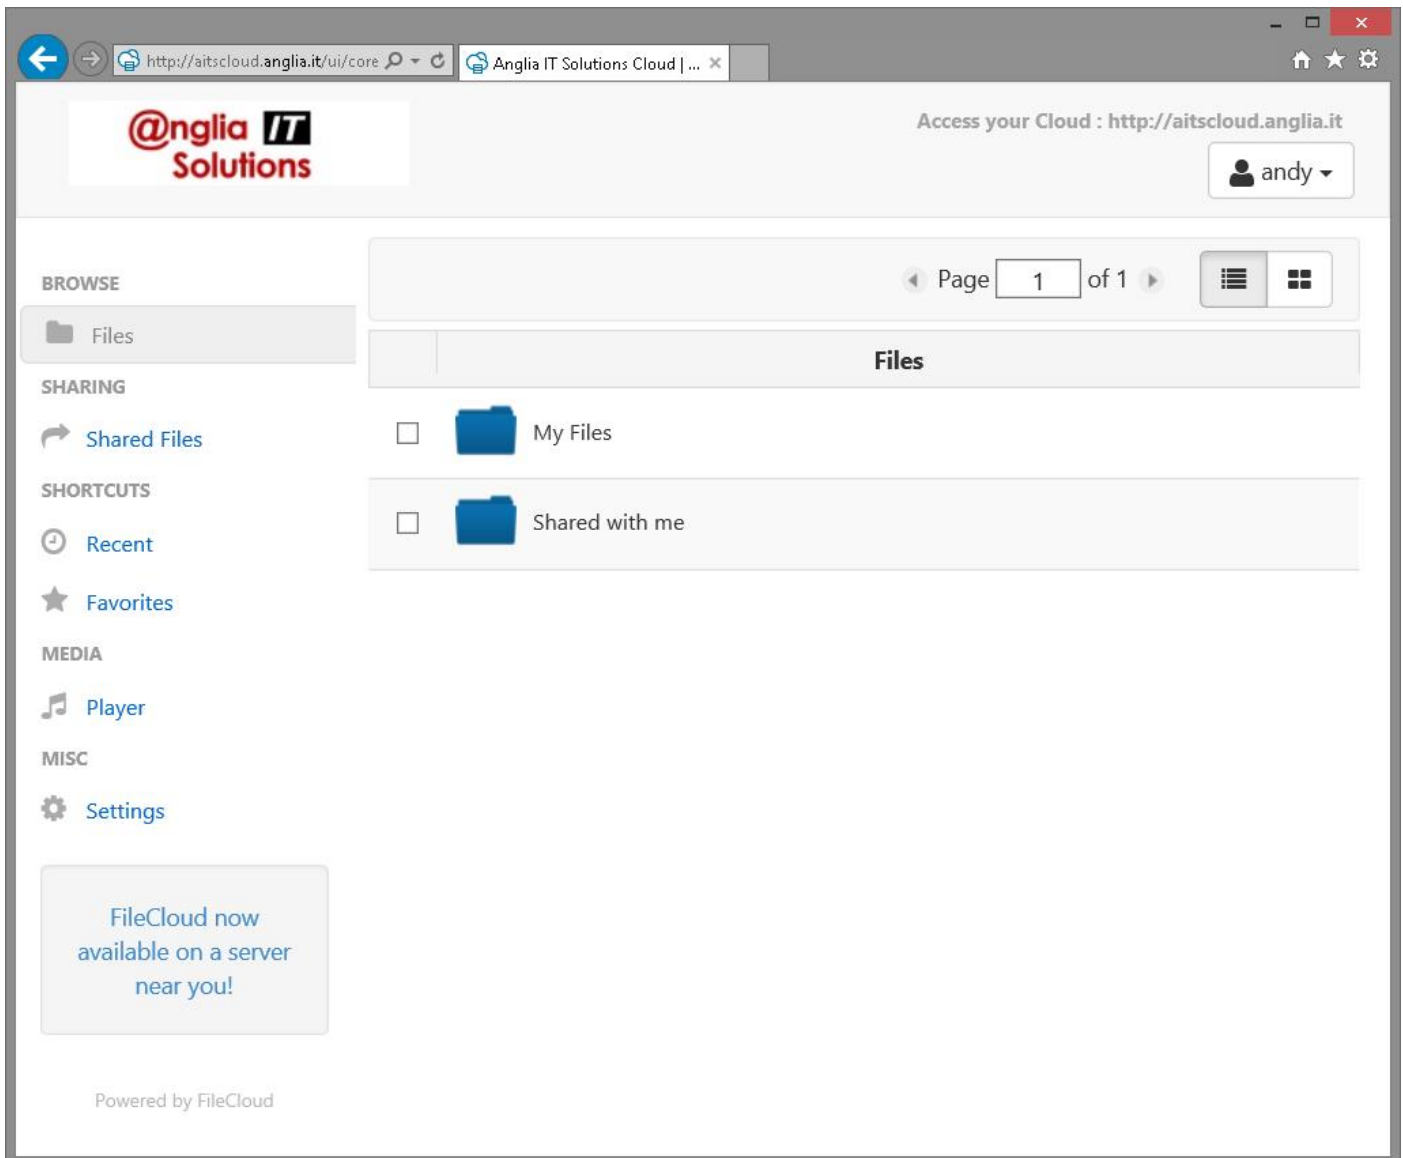 http://aitscloud.anglia.it/ui/core
Anglia IT Solutions Cloud | ...
@nglia IT
Solutions
Access your Cloud : http://aitscloud.anglia.it
andy
BROWSE
Files
SHARING
Shared Files
SHORTCUTS
Recent
Favorites
MEDIA
Player
MISC
Settings
FileCloud now
available on a server
near you!
Powered by FileCloud
Page 1 of 1
Files
My Files
Shared with me